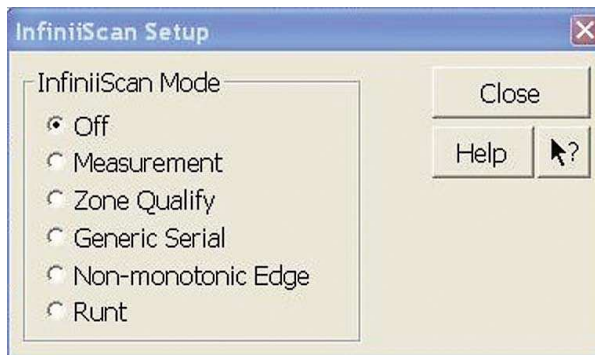 InfiniiScan Setup
InfiniiScan Mode
Off
Measurement
Zone Qualify
Generic Serial
Non-monotonic Edge
Runt
Close
Help
?